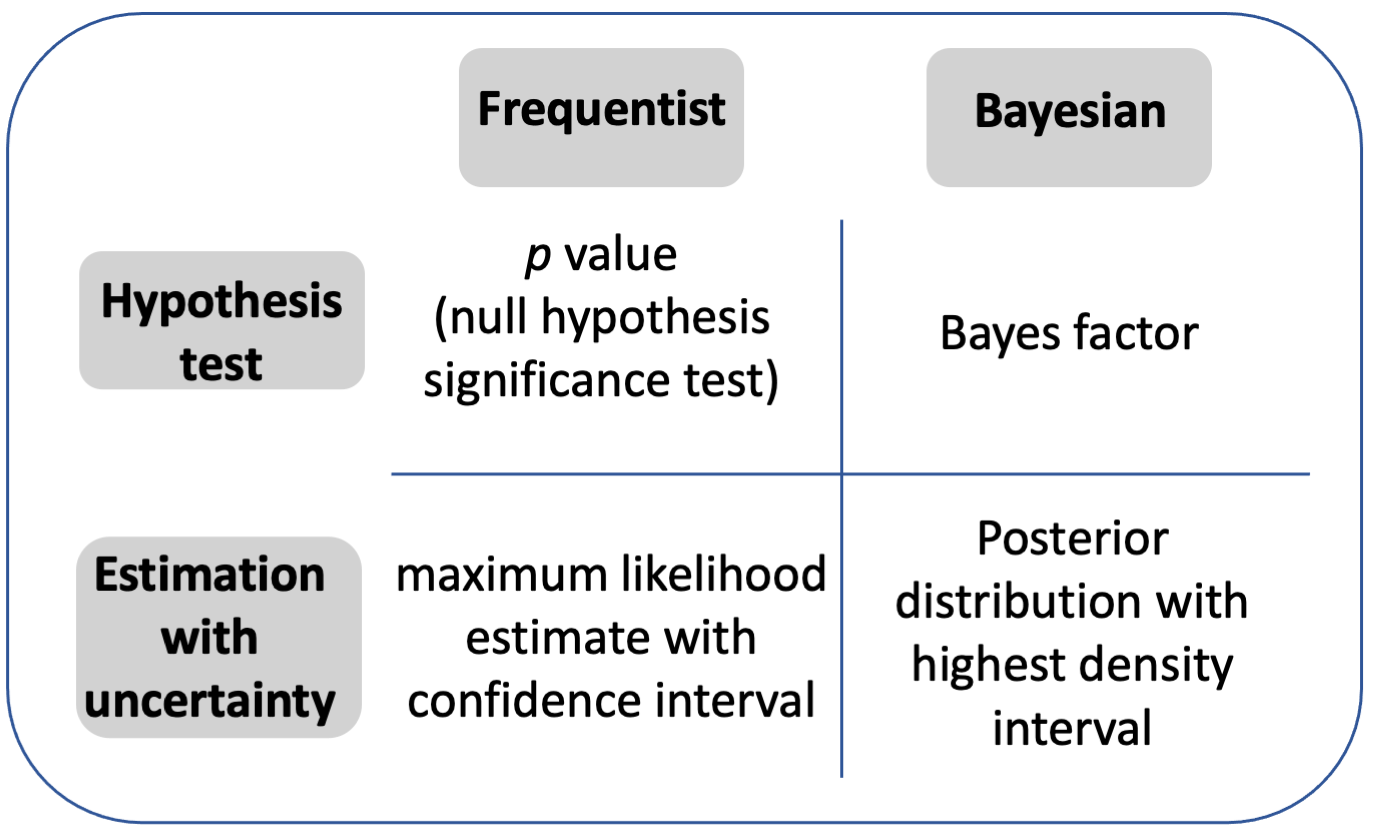 Frequentist
Bayesian
Hypothesis
test
p value
(null hypothesis
significance test)
Bayes factor
Estimation
with
uncertainty
maximum likelihood
estimate with
confidence interval
Posterior
distribution with
highest density
interval